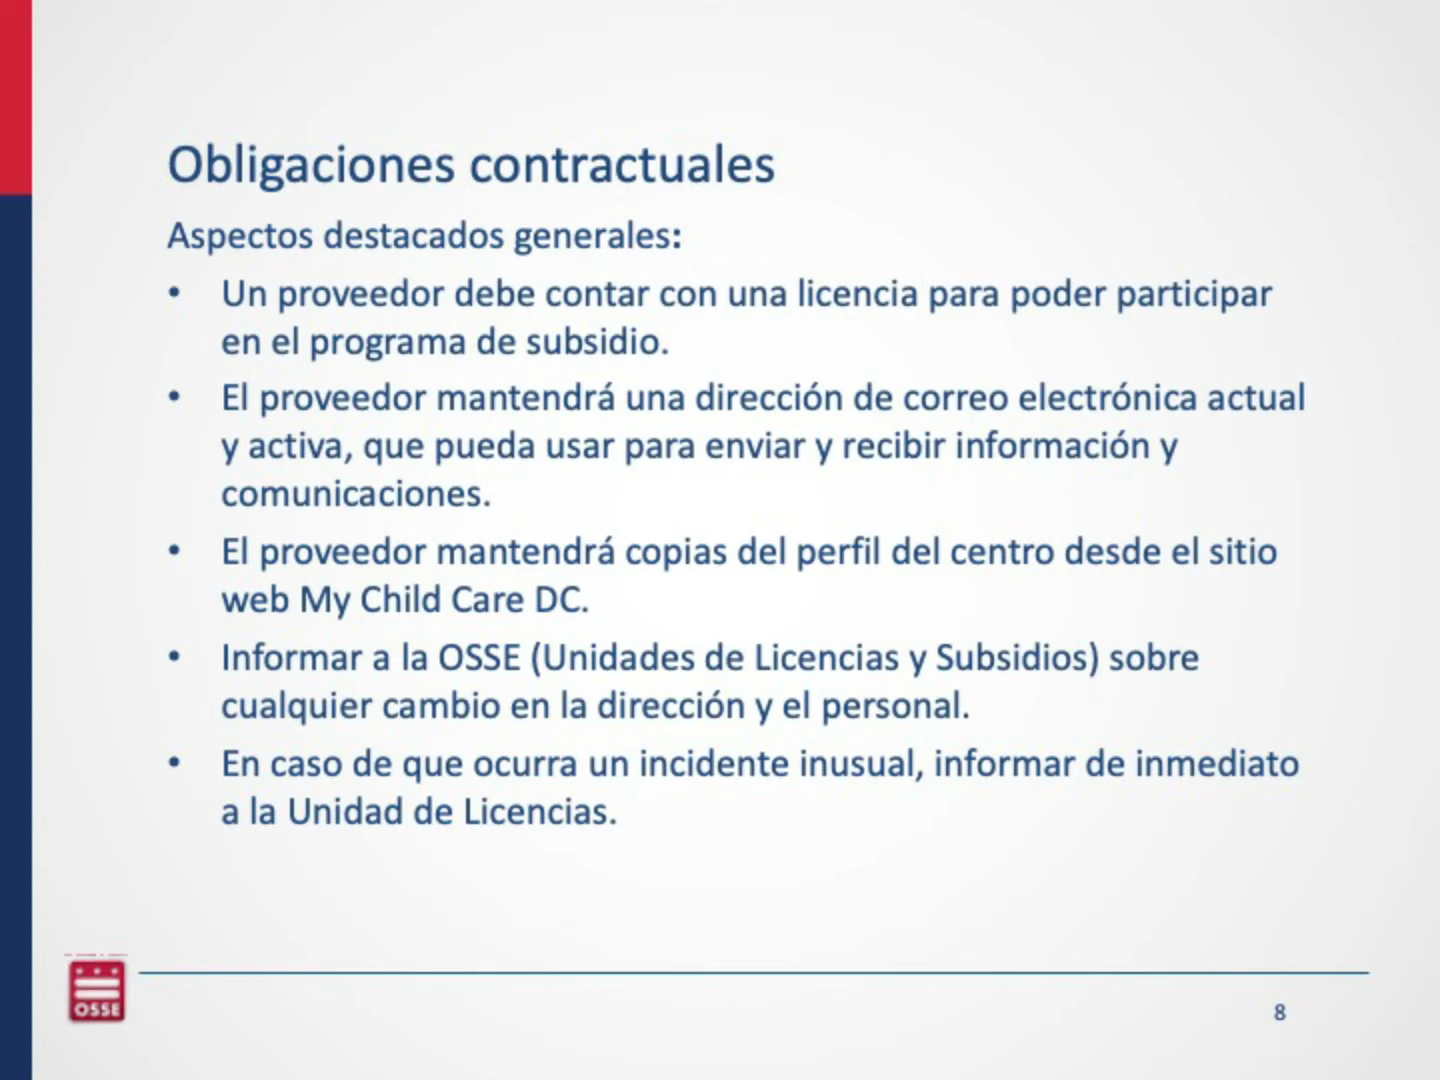 Obligaciones contractuales
Aspectos destacados generales:
• Un proveedor debe contar con una licencia para poder participar
en el programa de subsidio.
• El proveedor mantendrá una dirección de correo electrónica actual
y activa, que pueda usar para enviar y recibir información y
comunicaciones.
• El proveedor mantendrá copias del perfil del centro desde el sitio
web My Child Care DC.
• Informar a la OSSE (Unidades de Licencias y Subsidios) sobre
cualquier cambio en la dirección y el personal.
• En caso de que ocurra un incidente inusual, informar de inmediato
a la Unidad de Licencias.
OSSE
8